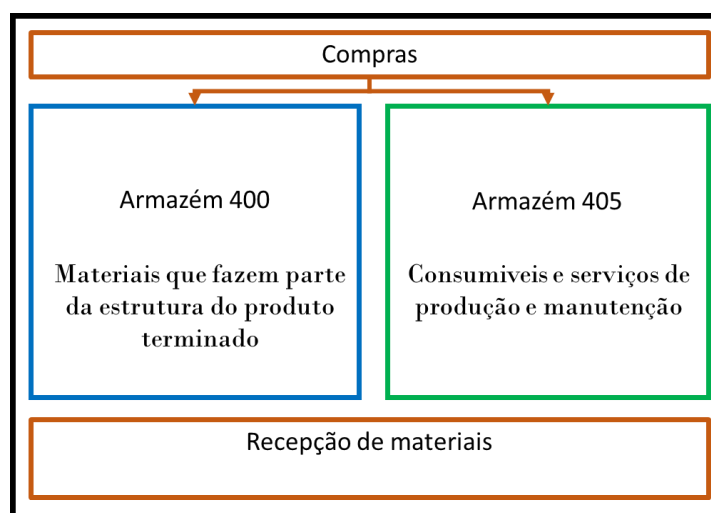 Compras
Armazém 400
Materiais que fazem parte
da estrutura do produto
terminado
Armazém 405
Consumiveis e serviços de
produção e manutenção
Recepção de materiais